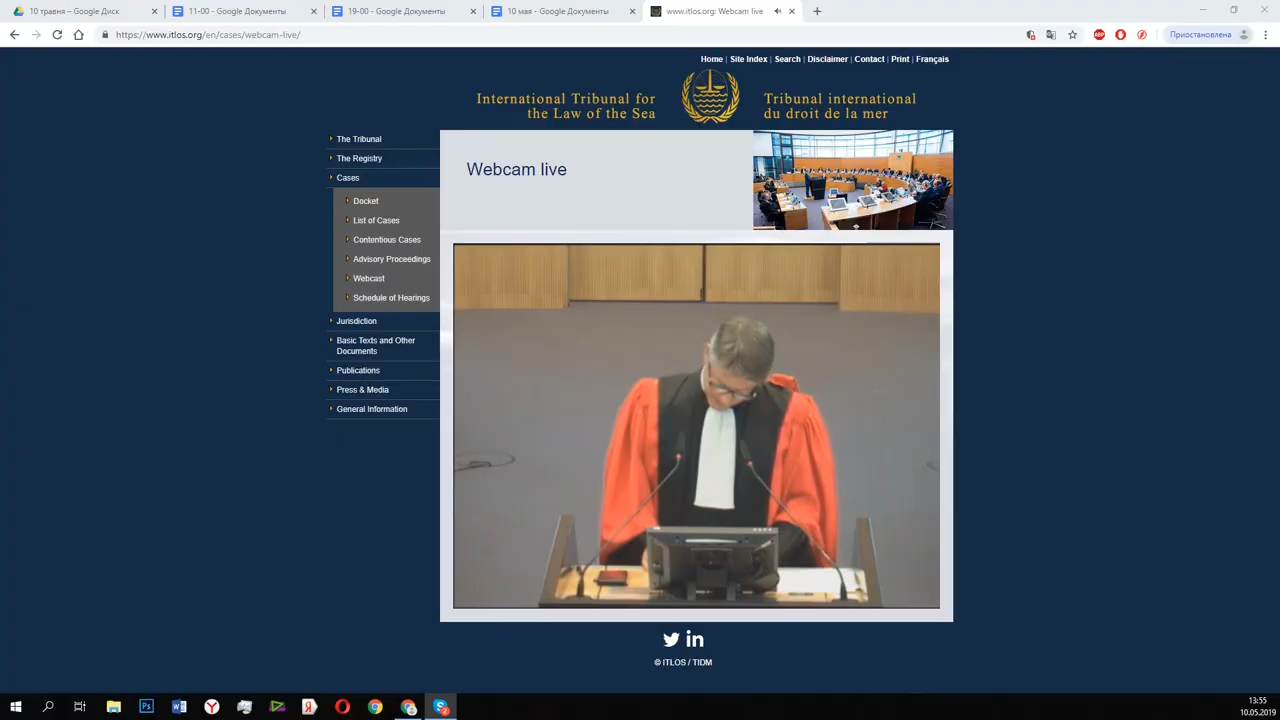 10 травня – Google Диск
11-00 - Google Документы
19-00 - Google Документы
10 мая - Google Документы
www.itlos.org: Webcam live
https://www.itlos.org/en/cases/webcam-live/
ABP
Приостановлена
Home | Site Index | Search | Disclaimer | Contact | Print | Français
International Tribunal for
the Law of the Sea
Tribunal international
du droit de la mer
The Tribunal
The Registry
Cases
Docket
List of Cases
Contentious Cases
Advisory Proceedings
Webcast
Schedule of Hearings
Jurisdiction
Basic Texts and Other
Documents
Publications
Press & Media
General Information
Webcam live
in
© ITLOS / TIDM
Ps
W
Y
Я
S
2
13:55
10.05.2019